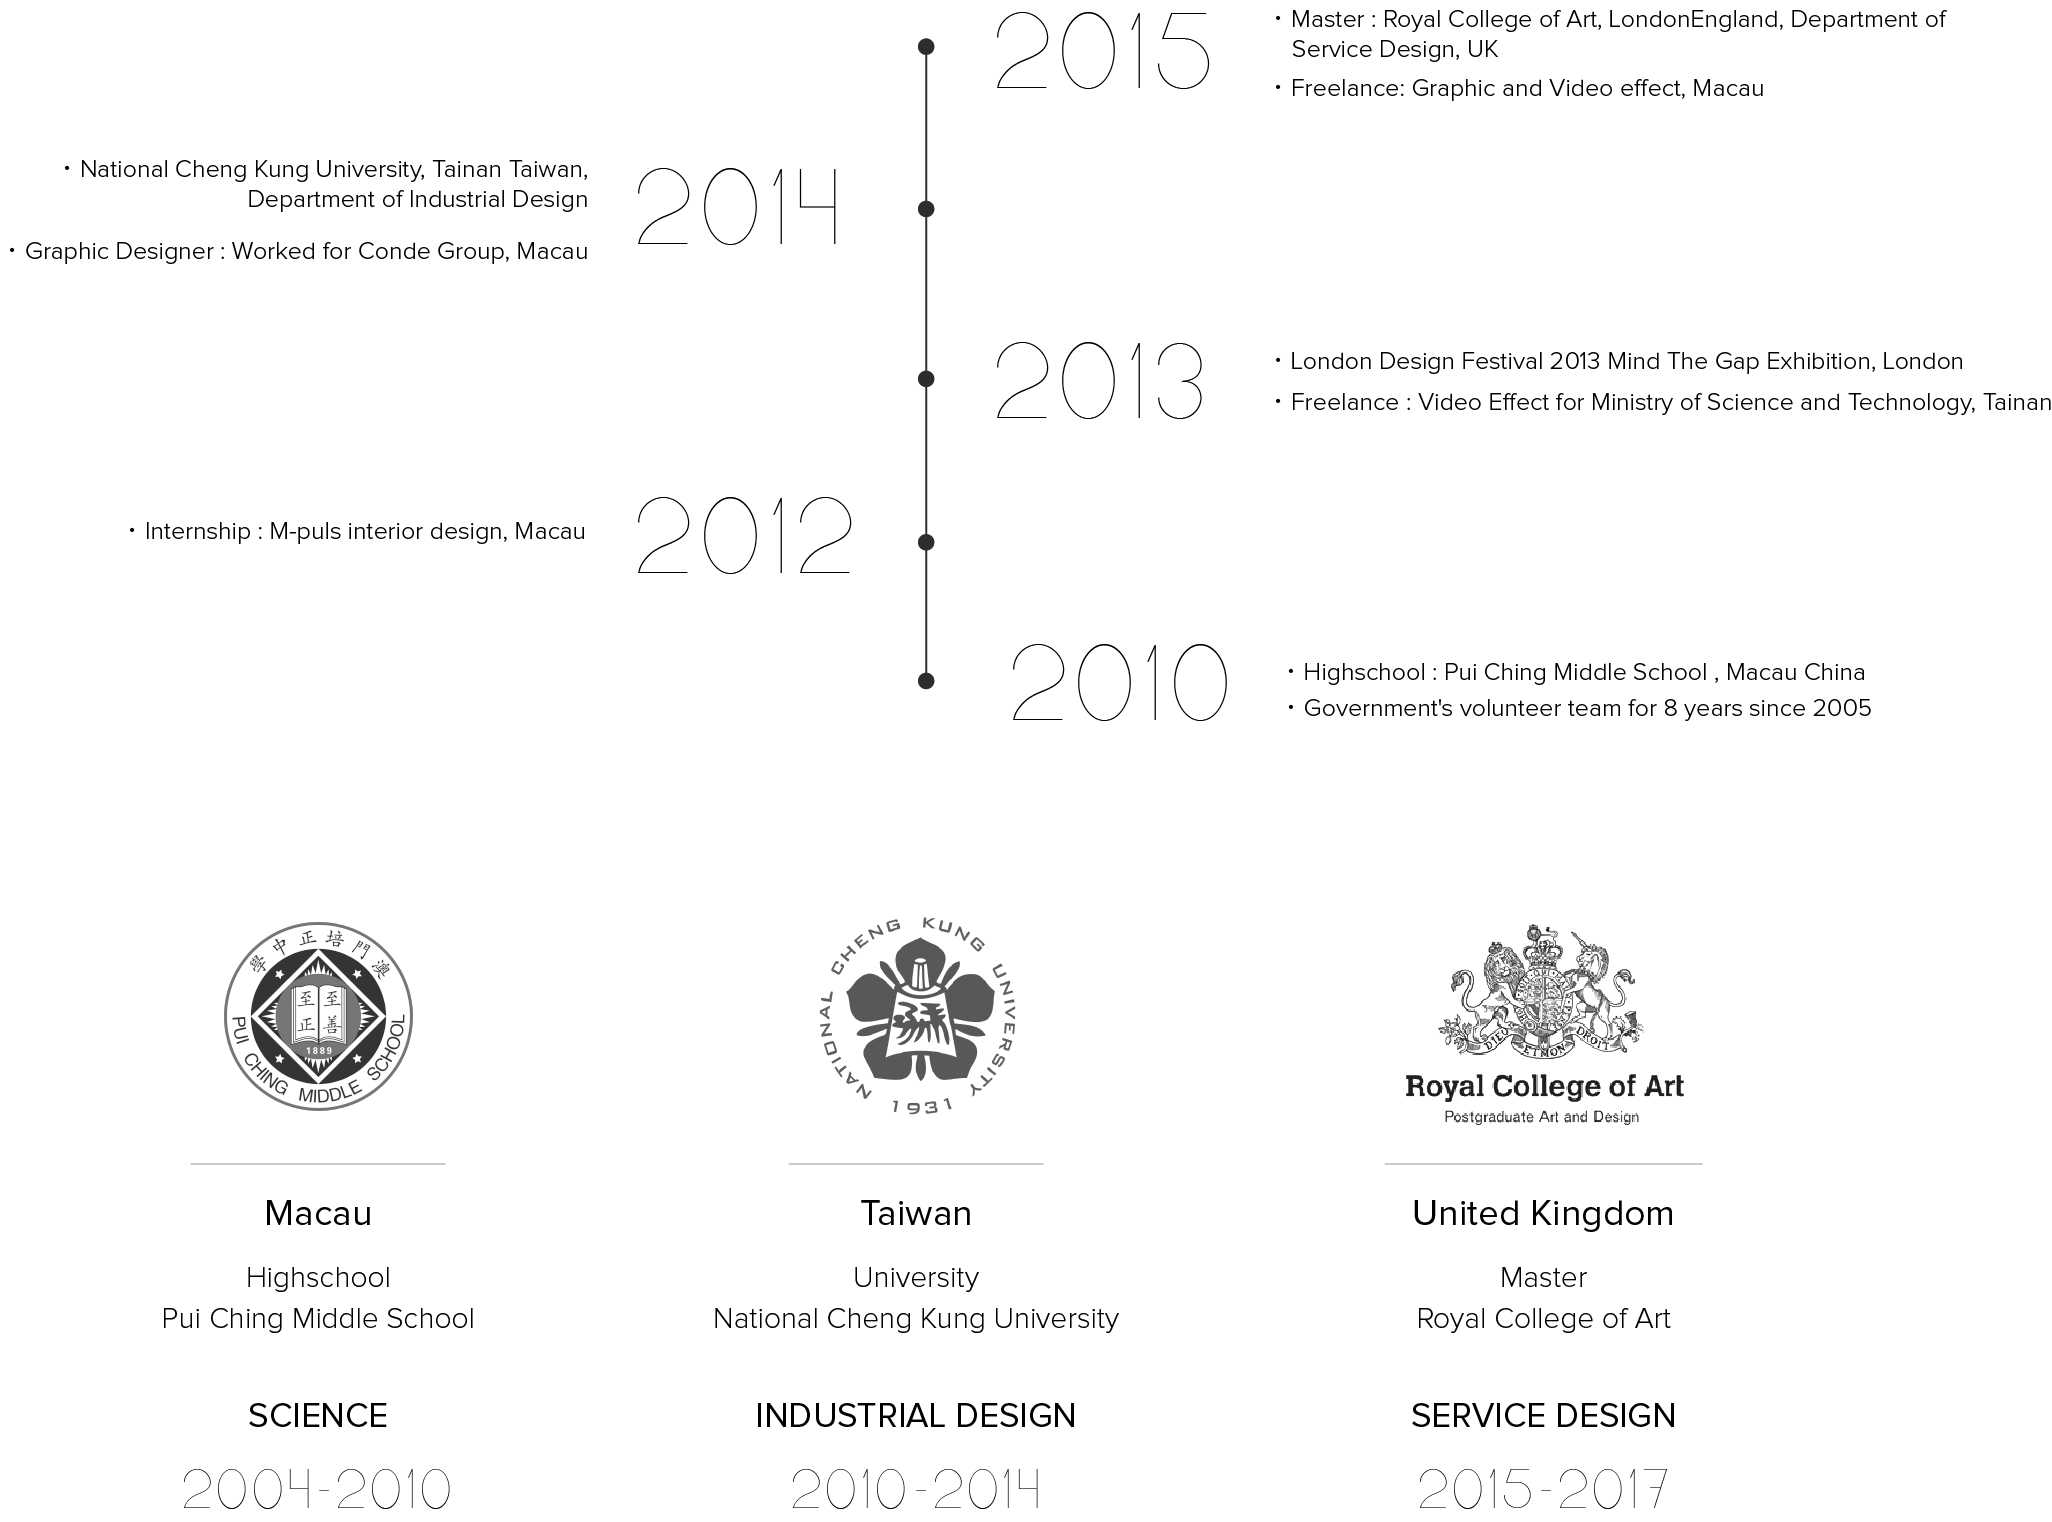 2015
• Master : Royal College of Art, LondonEngland, Department of
Service Design, UK
• Freelance: Graphic and Video effect, Macau
• National Cheng Kung University, Tainan Taiwan,
Department of Industrial Design
2014
• Graphic Designer : Worked for Conde Group, Macau
2013
• London Design Festival 2013 Mind The Gap Exhibition, London
• Freelance : Video Effect for Ministry of Science and Technology, Tainan
• Internship : M-puls interior design, Macau
2012
2010
• Highschool : Pui Ching Middle School , Macau China
• Government's volunteer team for 8 years since 2005
學中正培門澳
至至
正善
1889
PUI CHING MIDDLE SCHOOL
NATIONAL CHENG KUNG UNIVERSITY
1931
DIEU ET MON DROIT
Royal College of Art
Postgraduate Art and Design
Macau
Highschool
Pui Ching Middle School
SCIENCE
2004-2010
Taiwan
University
National Cheng Kung University
INDUSTRIAL DESIGN
2010-2014
United Kingdom
Master
Royal College of Art
SERVICE DESIGN
2015-2017